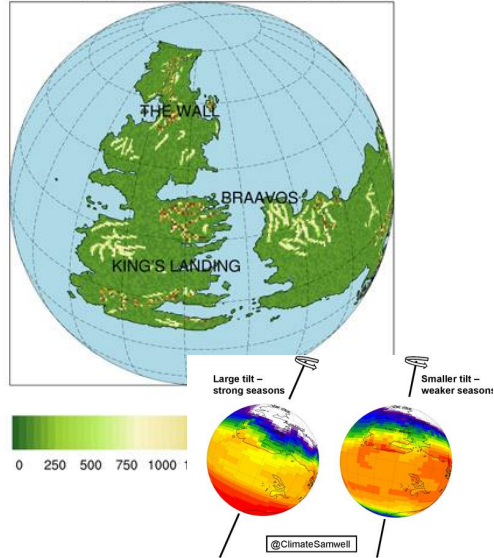 THE WALL
BRAAVOS
KING'S LANDING
Large tilt –
strong seasons
Smaller tilt –
weaker seasons
0 250 500 750 1000 1
@ClimateSamwell